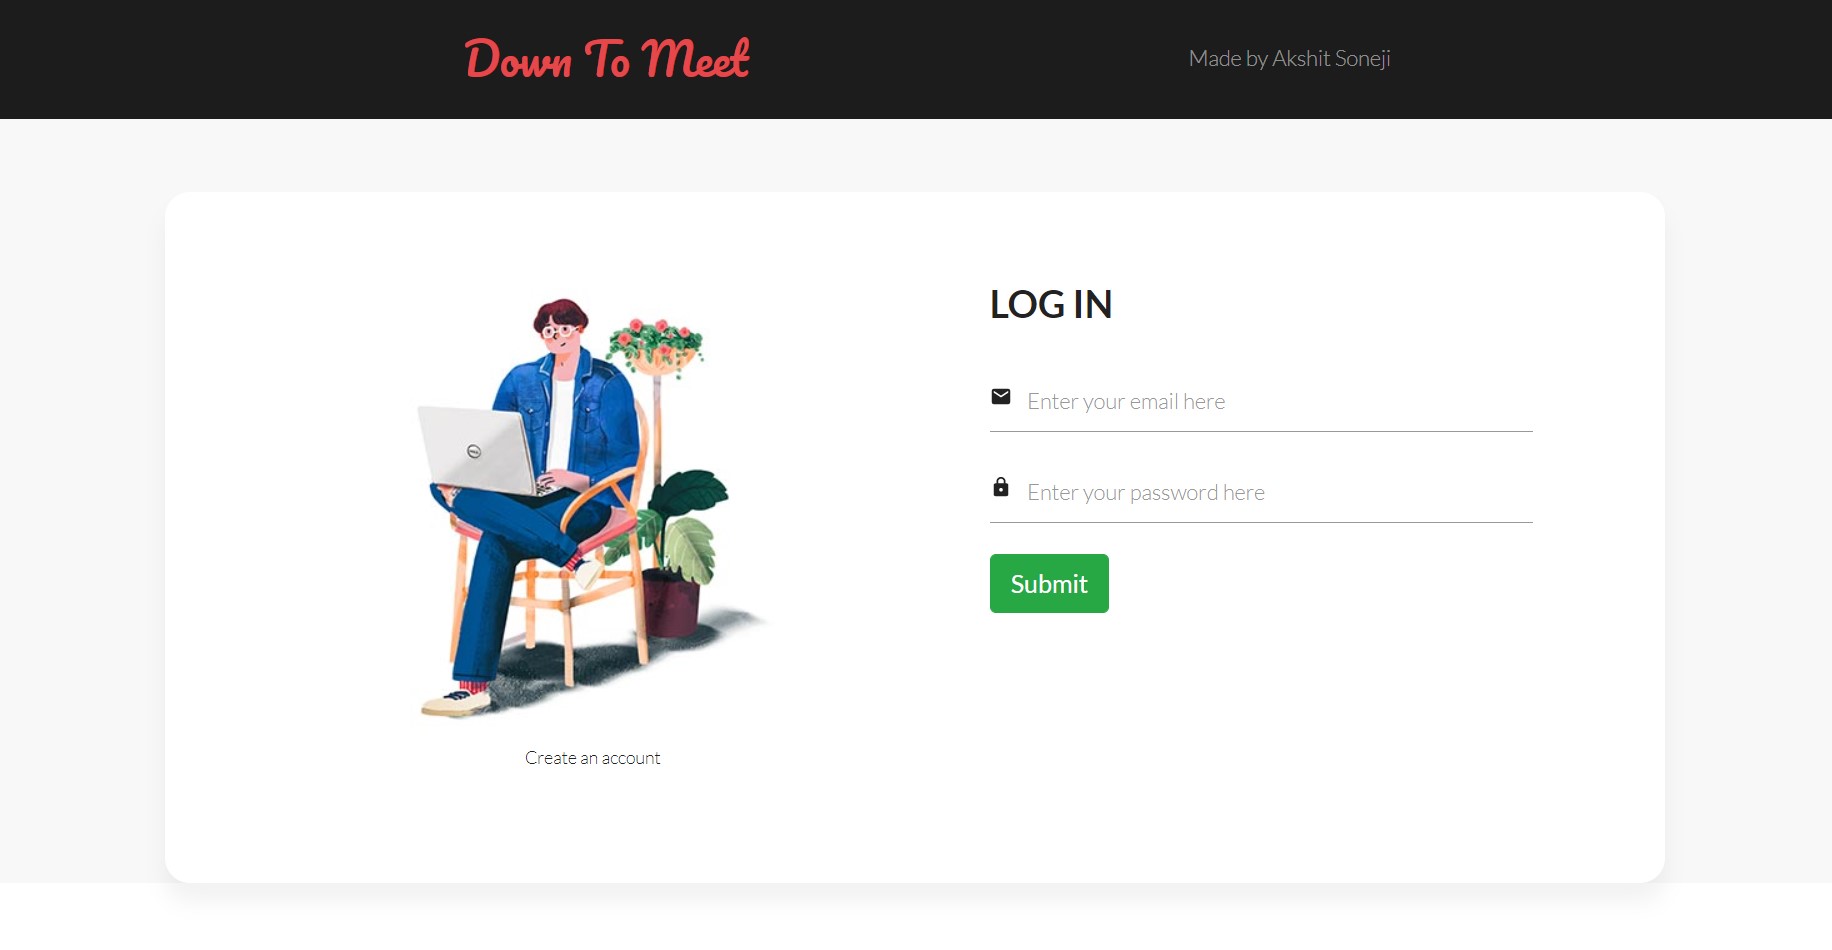 Down To Meet
Made by Akshit Soneji
LOG IN
Enter your email here
Enter your password here
Submit
Create an account